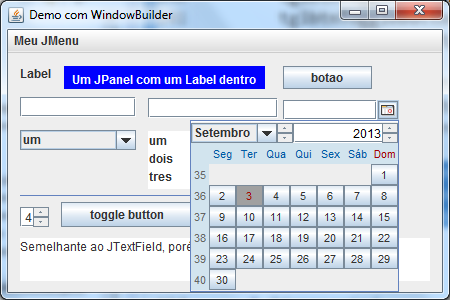 Demo com WindowBuilder
Meu JMenu
Label
Um JPanel com um Label dentro
botao
um
um
dois
tres
Setembro
2013
Seg Ter Qua Qui Sex Sáb Dom
35 1
36 2 3 4 5 6 7 8
37 9 10 11 12 13 14 15
38 16 17 18 19 20 21 22
39 23 24 25 26 27 28 29
40 30
4
toggle button
Semelhante ao JTextField, poré